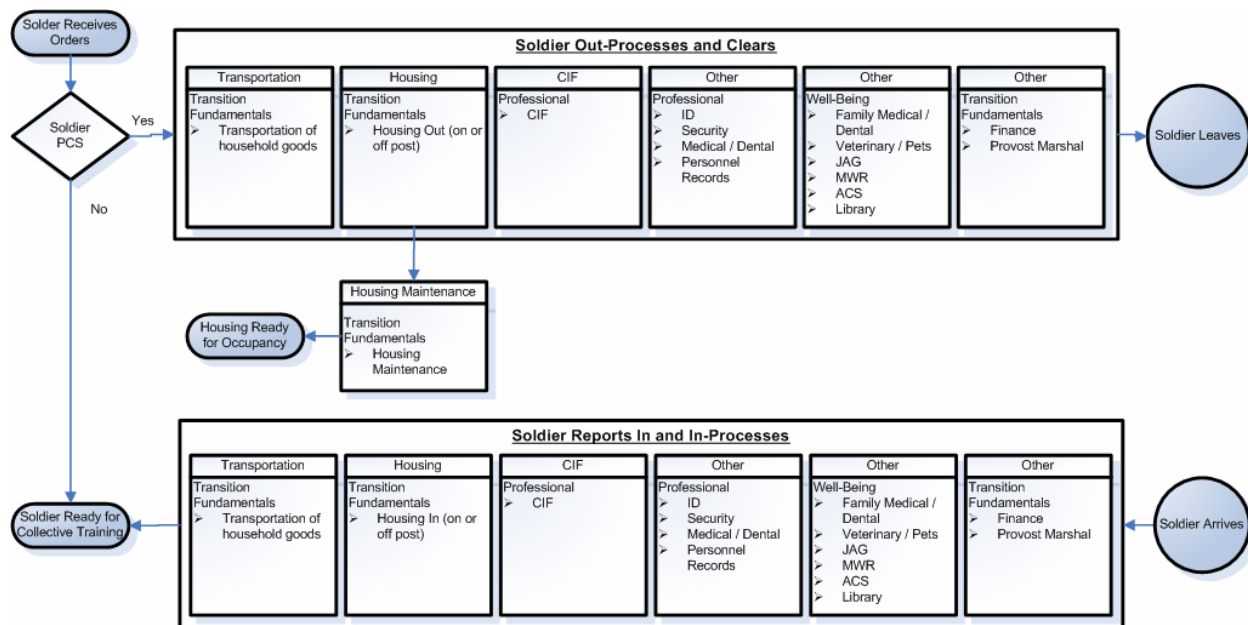 Solder Receives
Orders
Soldier
PCS
Yes
No
Soldier Out-Processes and Clears
Transportation
Transition
Fundamentals
➢ Transportation of
household goods
Housing
Transition
Fundamentals
➢ Housing Out (on or
off post)
CIF
Professional
➢ CIF
Other
Professional
➢ ID
➢ Security
➢ Medical / Dental
➢ Personnel
Records
Other
Well-Being
➢ Family Medical /
Dental
➢ Veterinary / Pets
➢ JAG
➢ MWR
➢ ACS
➢ Library
Other
Transition
Fundamentals
➢ Finance
➢ Provost Marshal
Soldier Leaves
Housing Maintenance
Transition
Fundamentals
➢ Housing
Maintenance
Housing Ready
for Occupancy
Soldier Reports In and In-Processes
Transportation
Transition
Fundamentals
➢ Transportation of
household goods
Housing
Transition
Fundamentals
➢ Housing In (on or
off post)
CIF
Professional
➢ CIF
Other
Professional
➢ ID
➢ Security
➢ Medical / Dental
➢ Personnel
Records
Other
Well-Being
➢ Family Medical /
Dental
➢ Veterinary / Pets
➢ JAG
➢ MWR
➢ ACS
➢ Library
Other
Transition
Fundamentals
➢ Finance
➢ Provost Marshal
Soldier Arrives
Soldier Ready for
Collective Training